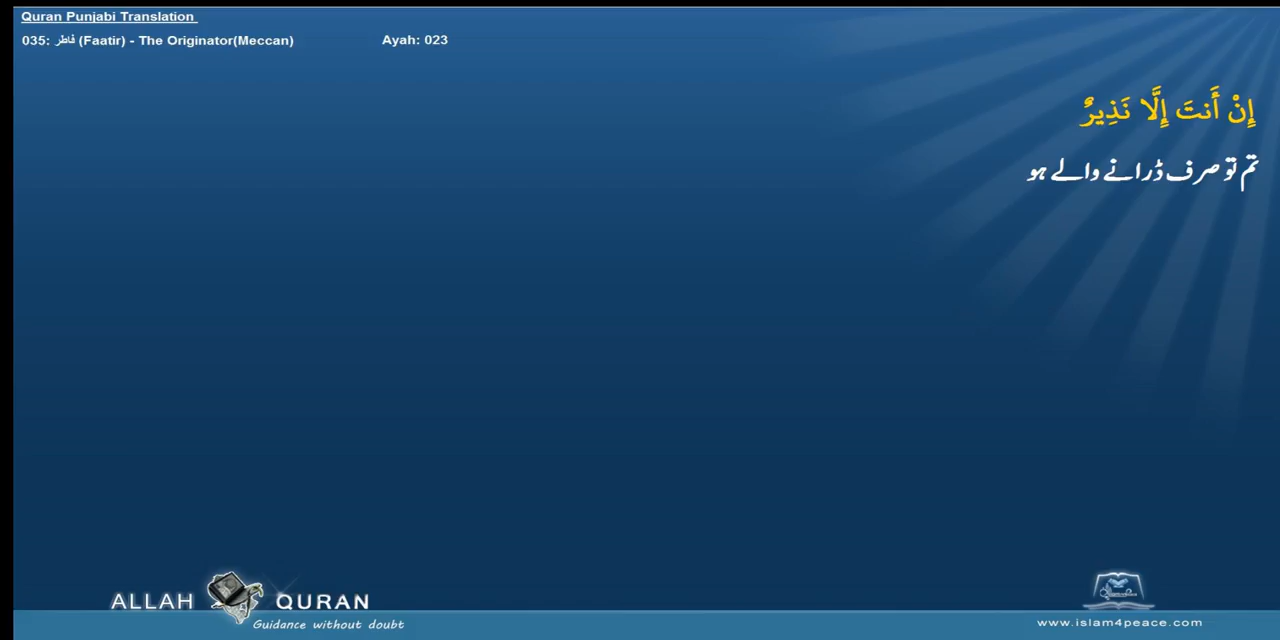 Quran Punjabi Translation
035: فاطر (Faatir) - The Originator(Meccan) Ayah: 023
إِنْ أَنتَ إِلَّا نَذِيرٌ
تم تو صرف ڈرانے والے ہو
ALLAH QURAN
Guidance without doubt
www.islam4peace.com